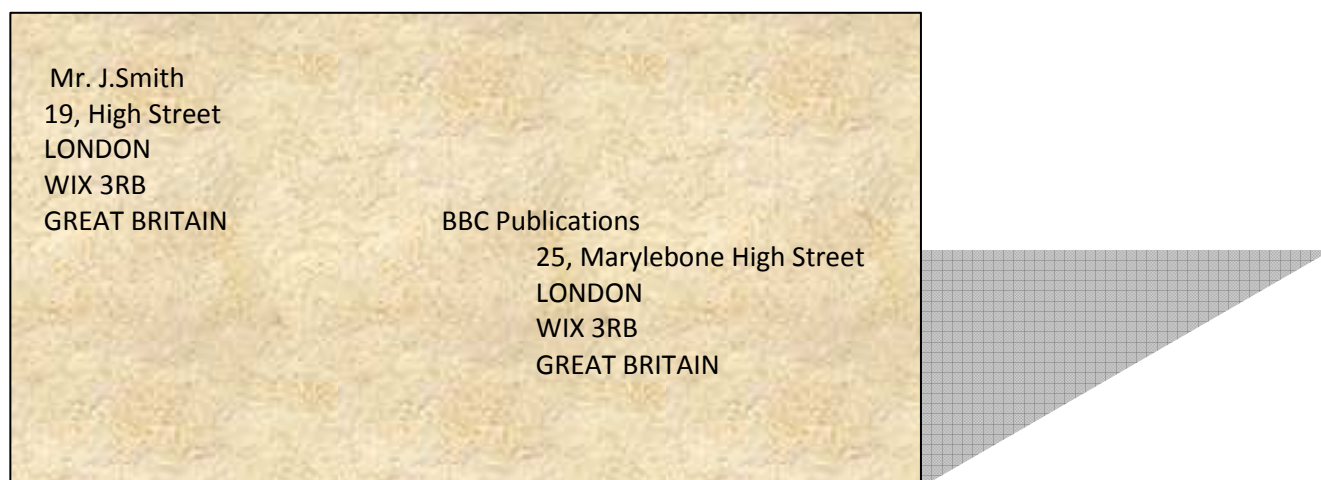 Mr. J.Smith
19, High Street
LONDON
WIX 3RB
GREAT BRITAIN
BBC Publications
25, Marylebone High Street
LONDON
WIX 3RB
GREAT BRITAIN